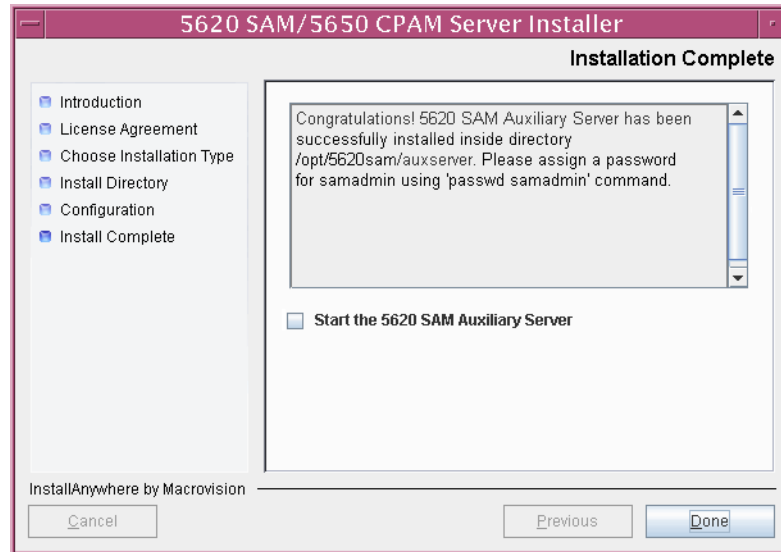 5620 SAM/5650 CPAM Server Installer
Installation Complete
Introduction
License Agreement
Choose Installation Type
Install Directory
Configuration
Install Complete
Congratulations! 5620 SAM Auxiliary Server has been
successfully installed inside directory
/opt/5620sam/auxserver. Please assign a password
for samadmin using 'passwd samadmin' command.
Start the 5620 SAM Auxiliary Server
InstallAnywhere by Macrovision
Cancel
Previous
Done